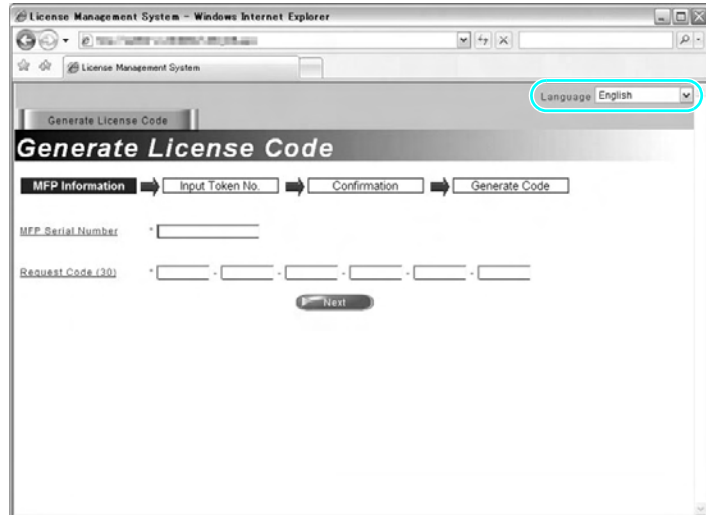 License Management System - Windows Internet Explorer
License Management System
Language English
Generate License Code
Generate License Code
MFP Information Input Token No. Confirmation Generate Code
MFP Serial Number *
Request Code (30) * - - - - -
Next